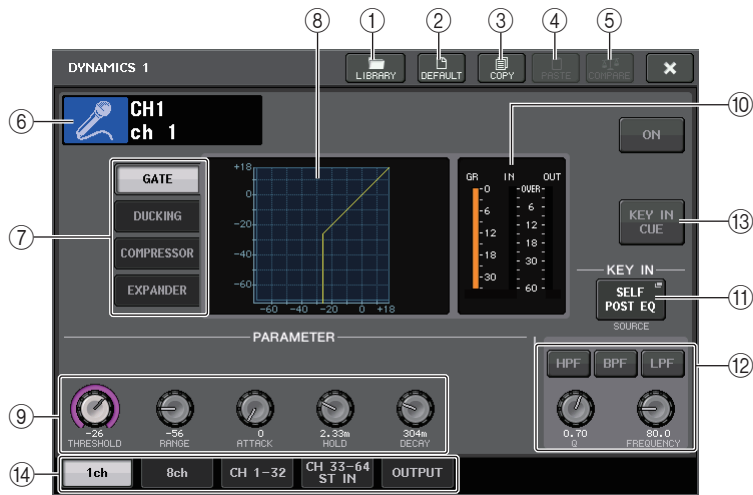 ⑧ ① ② ③ ④ ⑤
DYNAMICS 1
LIBRARY
DEFAULT
COPY
PASTE
COMPARE
×
⑥
CH1
ch 1
⑩
ON
⑦
GATE
DUCKING
COMPRESSOR
EXPANDER
+18
0
-20
-40
-60
-60 -40 -20 0 +18
GR IN OUT
0
-6
-12
-18
-30
OVER
6
12
18
30
60
KEY IN
CUE
⑬
KEY IN
SELF
POST EQ
SOURCE
⑪
PARAMETER
HPF BPF LPF
⑫
0.70
Q
80.0
FREQUENCY
⑨
-26
THRESHOLD
-56
RANGE
0
ATTACK
2.33m
HOLD
304m
DECAY
⑭
1ch
8ch
CH 1-32
CH 33-64
ST IN
OUTPUT